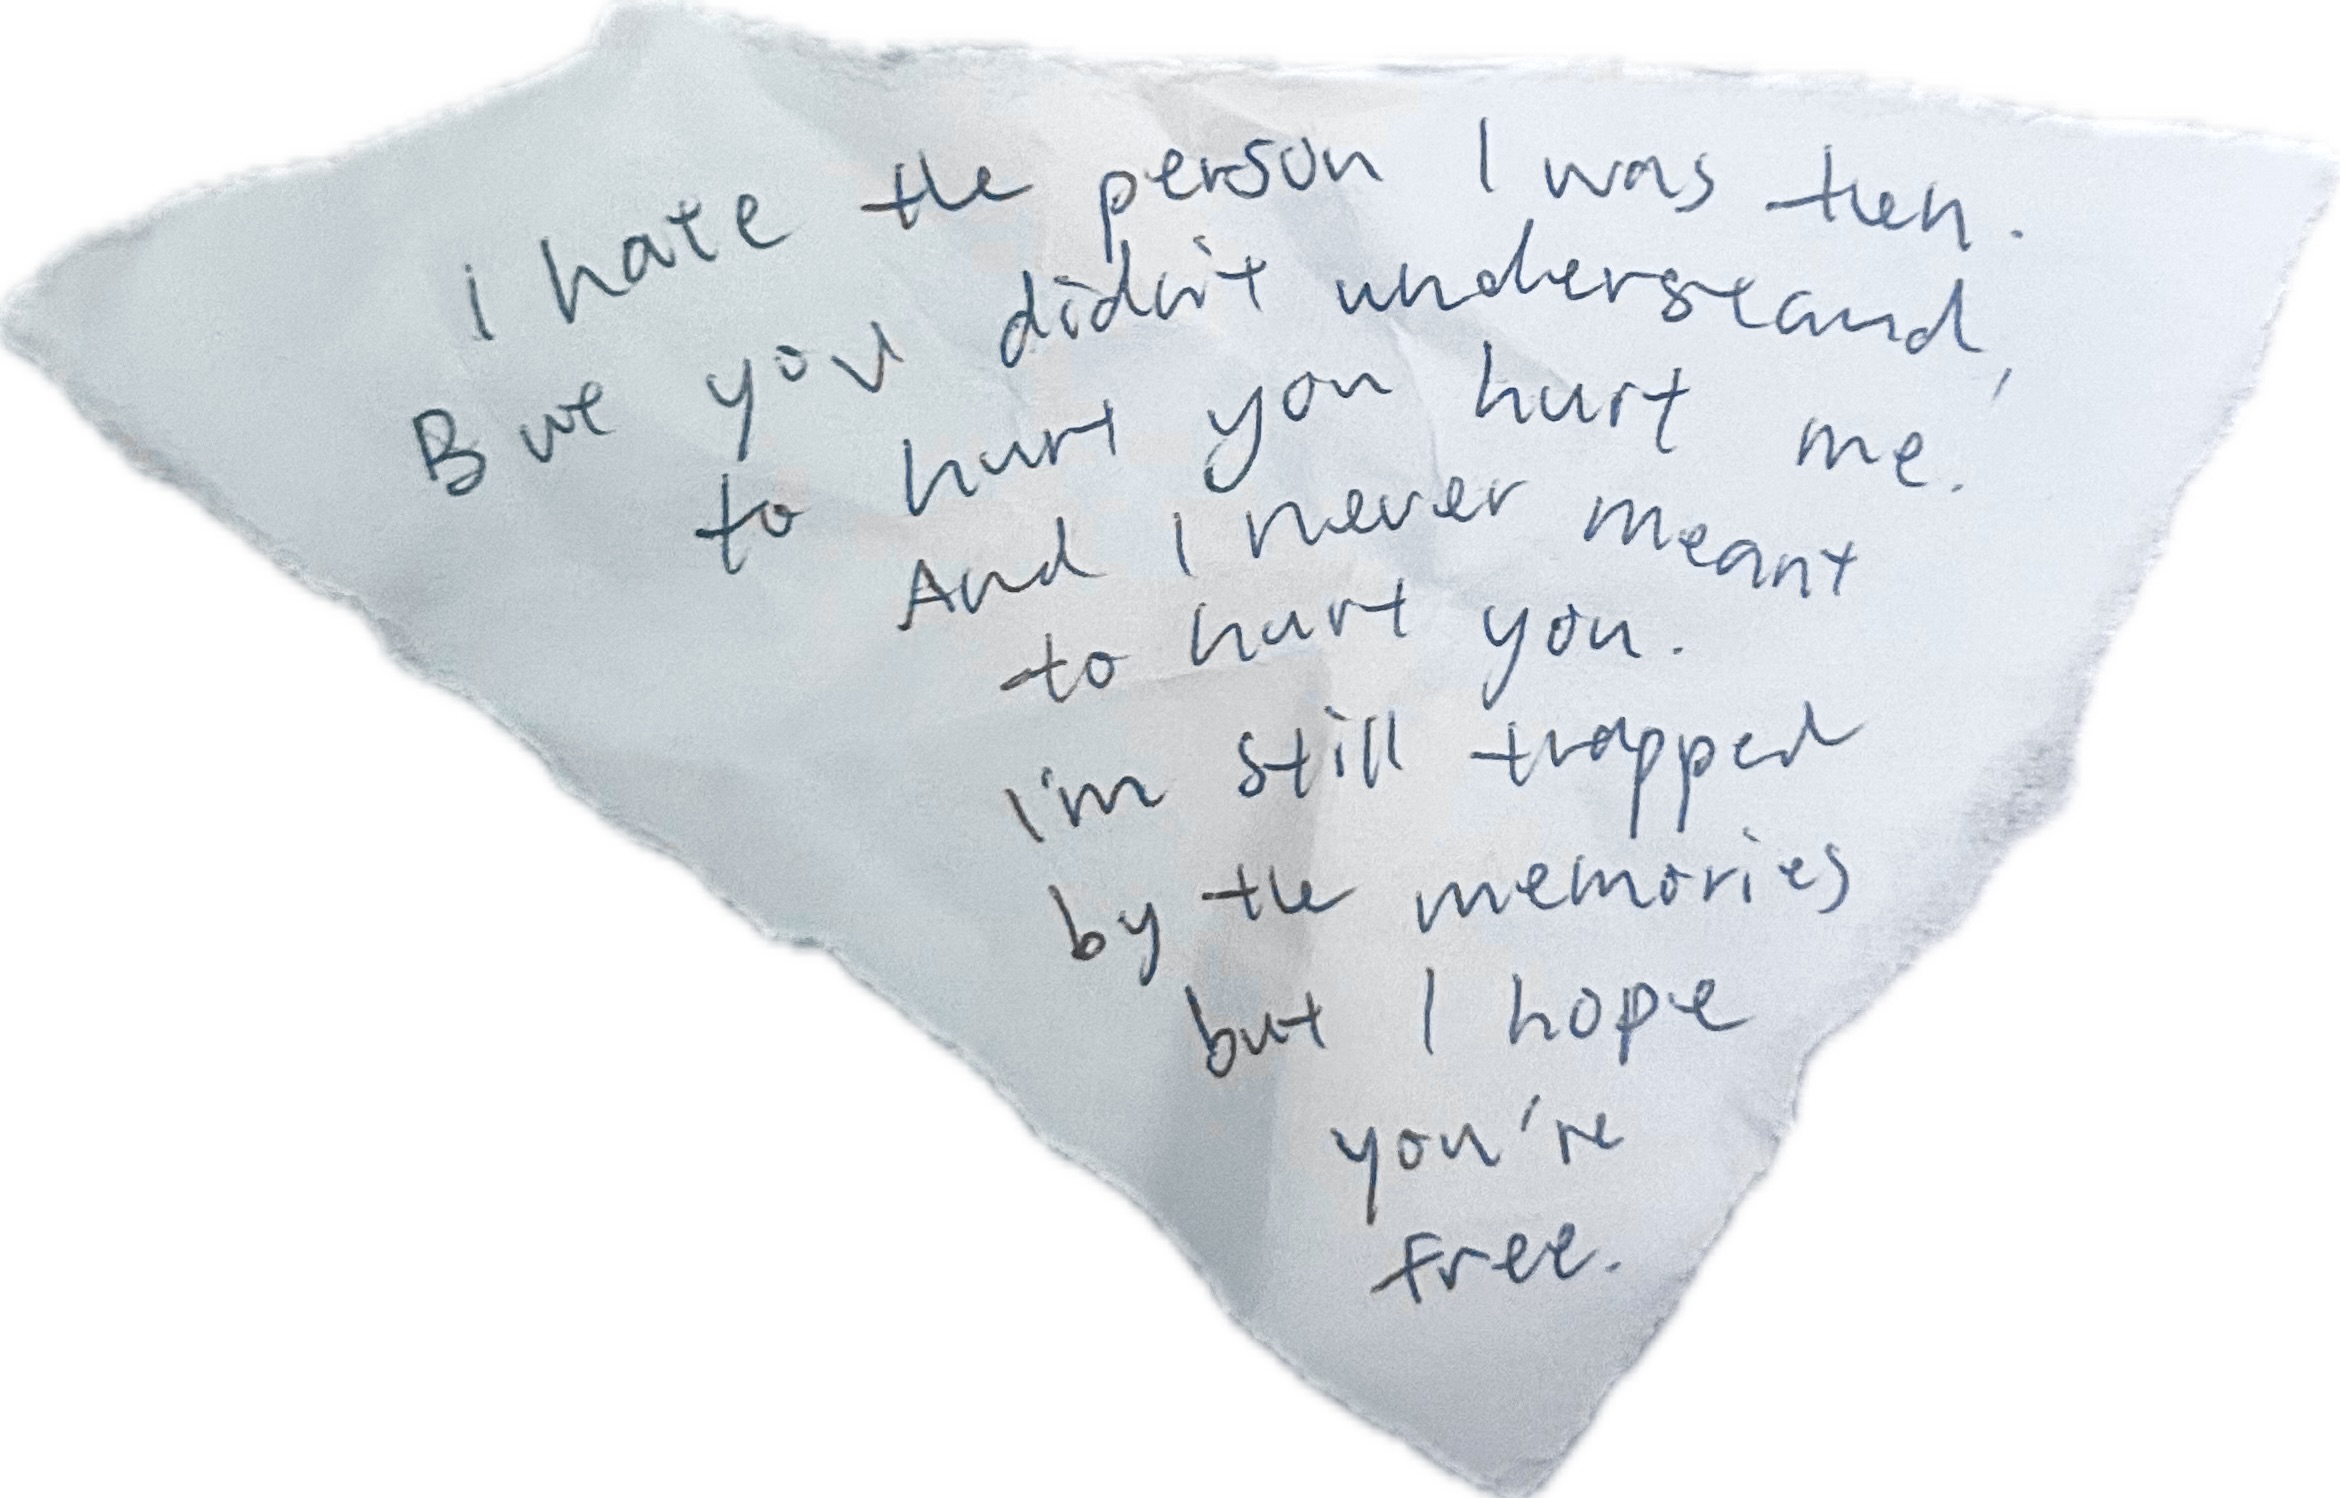 I hate the person I was then.
But you didn't understand,
to hurt you hurt me.
And I never meant
to hurt you.
I'm still trapped
by the memories
but I hope
you're
free.